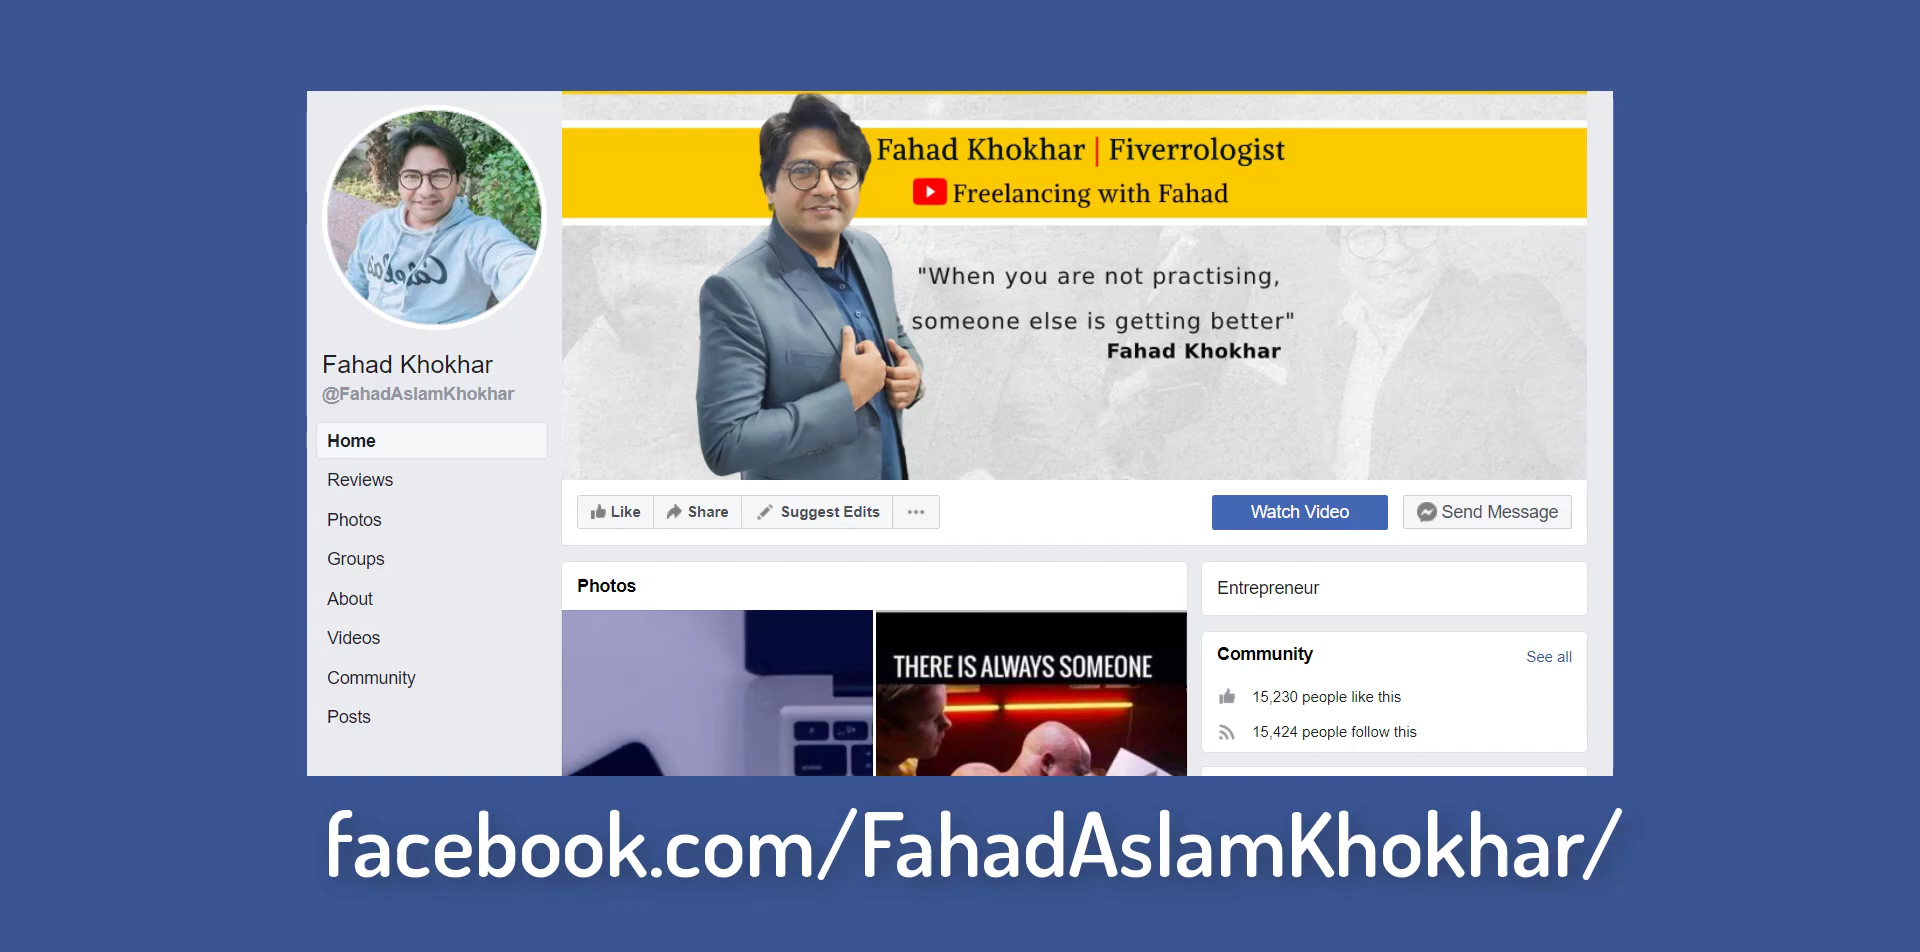 Fahad Khokhar | Fiverrologist
Freelancing with Fahad
"When you are not practising,
someone else is getting better"
Fahad Khokhar
Fahad Khokhar
@FahadAslamKhokhar
Home
Reviews
Photos
Groups
About
Videos
Community
Posts
Like
Share
Suggest Edits
Watch Video
Send Message
Photos
THERE IS ALWAYS SOMEONE
Entrepreneur
Community
See all
15,230 people like this
15,424 people follow this
facebook.com/FahadAslamKhokhar/